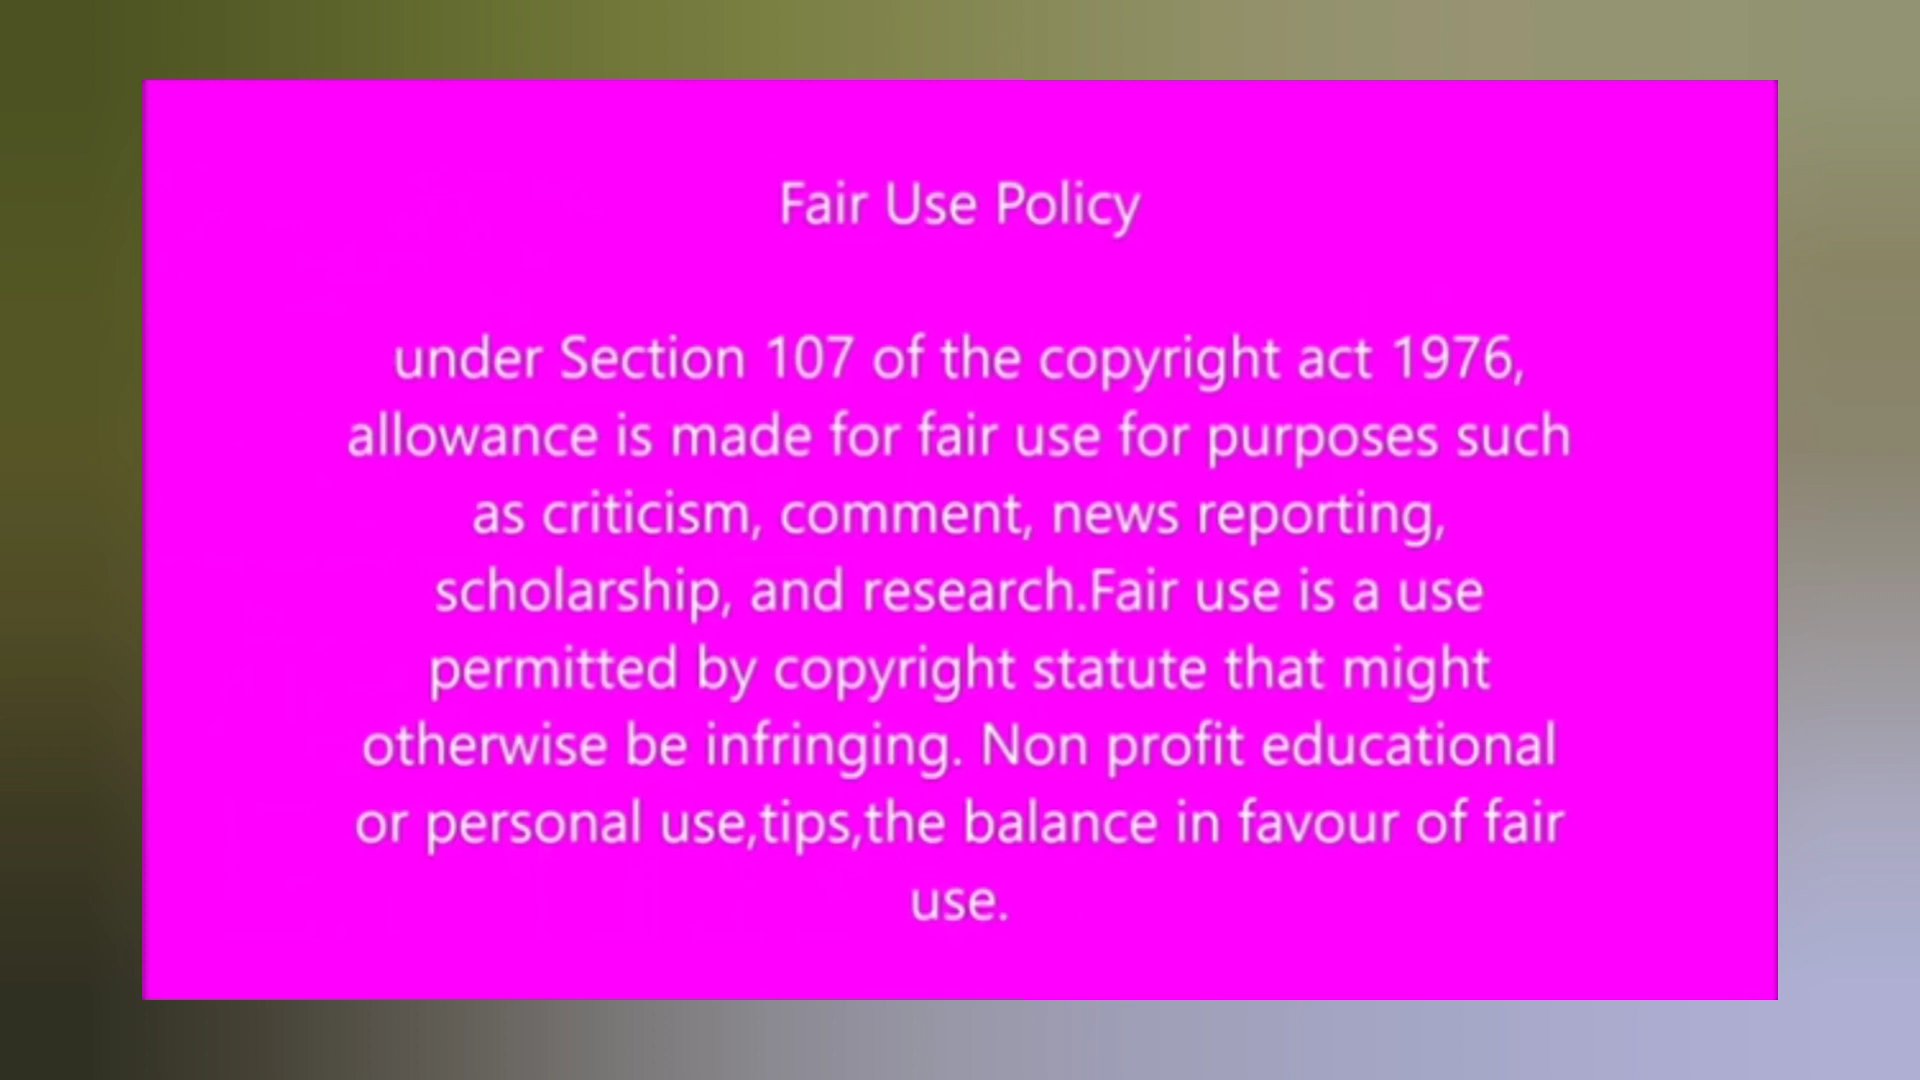 Fair Use Policy
under Section 107 of the copyright act 1976,
allowance is made for fair use for purposes such
as criticism, comment, news reporting,
scholarship, and research.Fair use is a use
permitted by copyright statute that might
otherwise be infringing. Non profit educational
or personal use,tips,the balance in favour of fair
use.